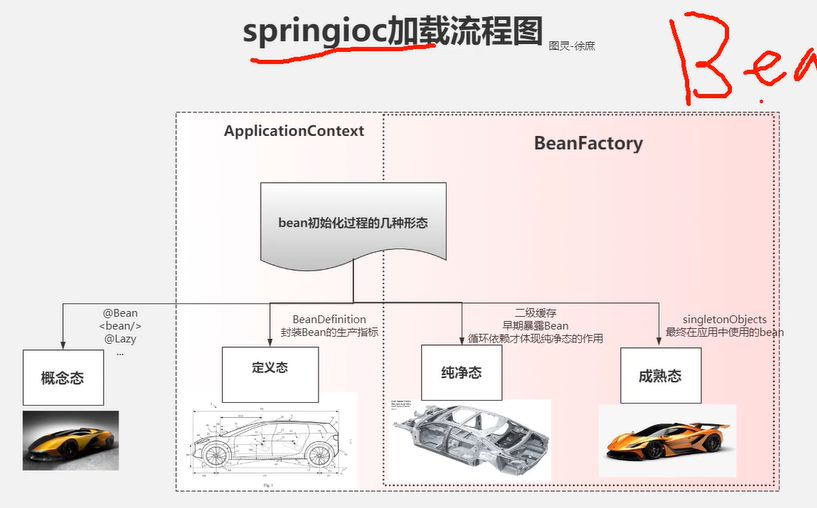 springioc加载流程图
图灵-徐庶
Bea
ApplicationContext
BeanFactory
bean初始化过程的几种形态
@Bean
<bean/>
@Lazy
...
BeanDefinition
封装Bean的生产指标
二级缓存
早期暴露Bean
循环依赖才体现纯净态的作用
singletonObjects
最终在应用中使用的bean
概念态
定义态
纯净态
成熟态